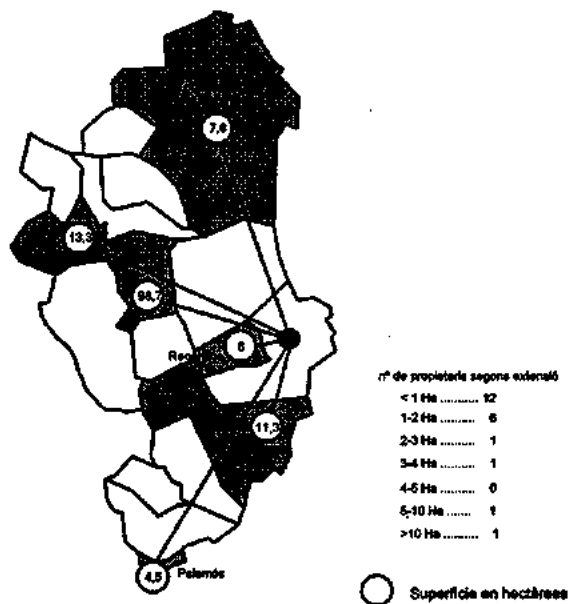 7,6
13,3
98,7
6
11,3
nº de propietaris segons extensió
< 1 Ha ........... 12
1-2 Ha ......... 6
2-3 Ha .......... 1
3-4 Ha .......... 1
4-5 Ha .......... 0
5-10 Ha ....... 1
>10 Ha ........ 1
4,5 Palamós
Superficie en hectàrees